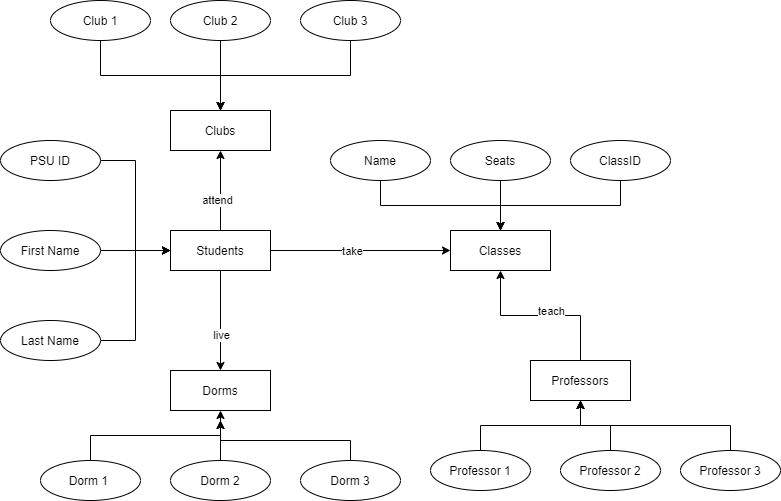 Club 1
Club 2
Club 3
Clubs
PSU ID
Name
Seats
ClassID
attend
First Name
Students
take
Classes
teach
live
Last Name
Dorms
Professors
Dorm 1
Dorm 2
Dorm 3
Professor 1
Professor 2
Professor 3